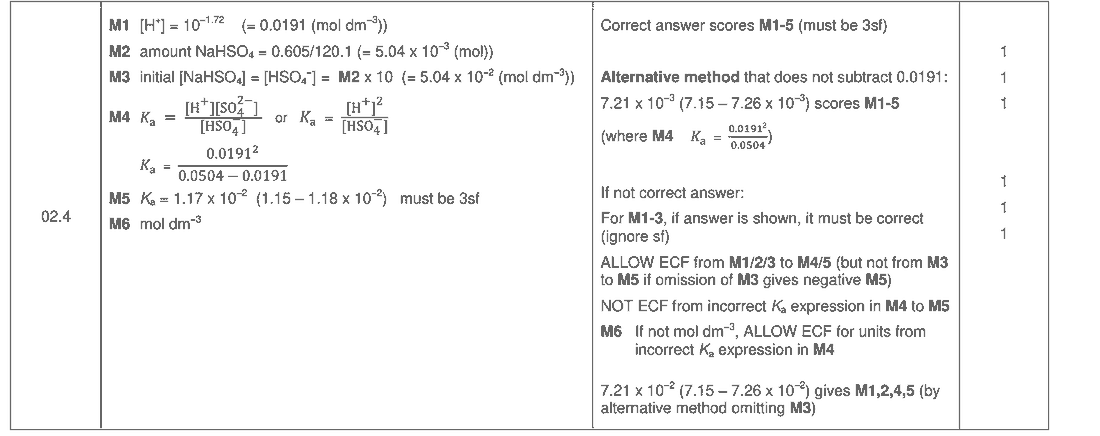 02.4
M1 [H⁺] = 10⁻¹·⁷² (= 0.0191 (mol dm⁻³))
M2 amount NaHSO₄ = 0.605/120.1 (= 5.04 x 10⁻³ (mol))
M3 initial [NaHSO₄] = [HSO₄⁻] = M2 x 10 (= 5.04 x 10⁻² (mol dm⁻³))
M4 Kₐ = [H⁺][SO₄²⁻] / [HSO₄⁻] or Kₐ = [H⁺]² / [HSO₄⁻]
Kₐ = 0.0191² / 0.0504 – 0.0191
M5 Kₐ = 1.17 x 10⁻² (1.15 – 1.18 x 10⁻²) must be 3sf
M6 mol dm⁻³
Correct answer scores M1-5 (must be 3sf)
Alternative method that does not subtract 0.0191:
7.21 x 10⁻³ (7.15 – 7.26 x 10⁻³) scores M1-5
(where M4 Kₐ = 0.0191² / 0.0504)
If not correct answer:
For M1-3, if answer is shown, it must be correct
(ignore sf)
ALLOW ECF from M1/2/3 to M4/5 (but not from M3
to M5 if omission of M3 gives negative M5)
NOT ECF from incorrect Kₐ expression in M4 to M5
M6 If not mol dm⁻³, ALLOW ECF for units from
incorrect Kₐ expression in M4
7.21 x 10⁻² (7.15 – 7.26 x 10⁻²) gives M1,2,4,5 (by
alternative method omitting M3)
1
1
1
1
1
1